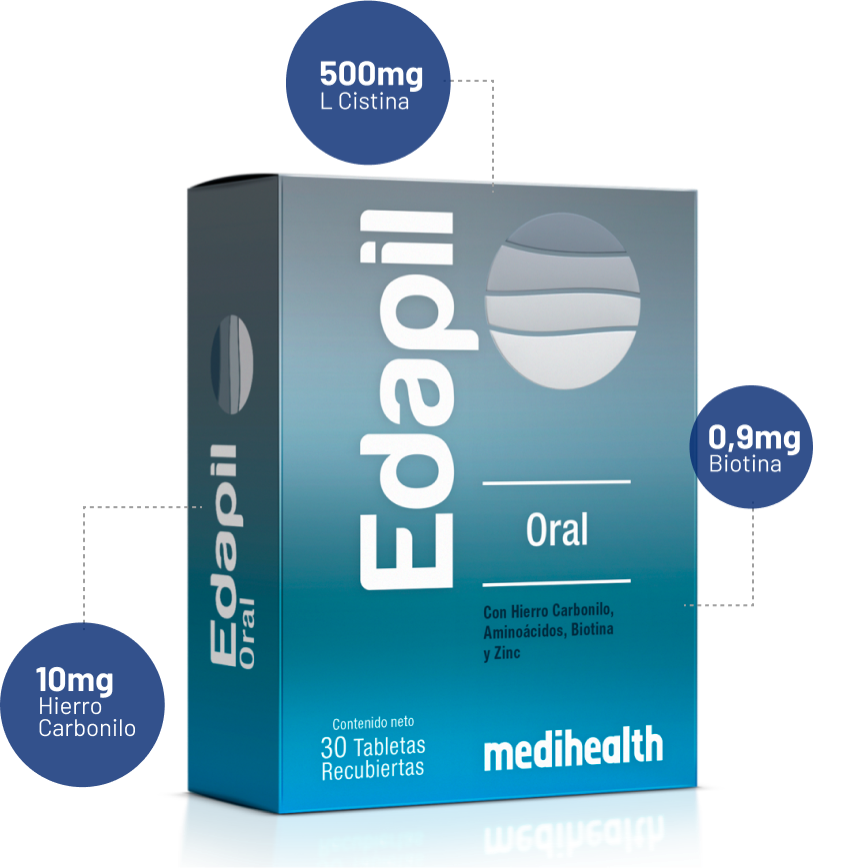 500mg
L Cistina
Edapil
Oral
Con Hierro Carbonilo,
Aminoácidos, Biotina
y Zinc
Contenido neto
30 Tabletas
Recubiertas
medihealth
Edapil
Oral
0,9mg
Biotina
10mg
Hierro
Carbonilo
medihealth